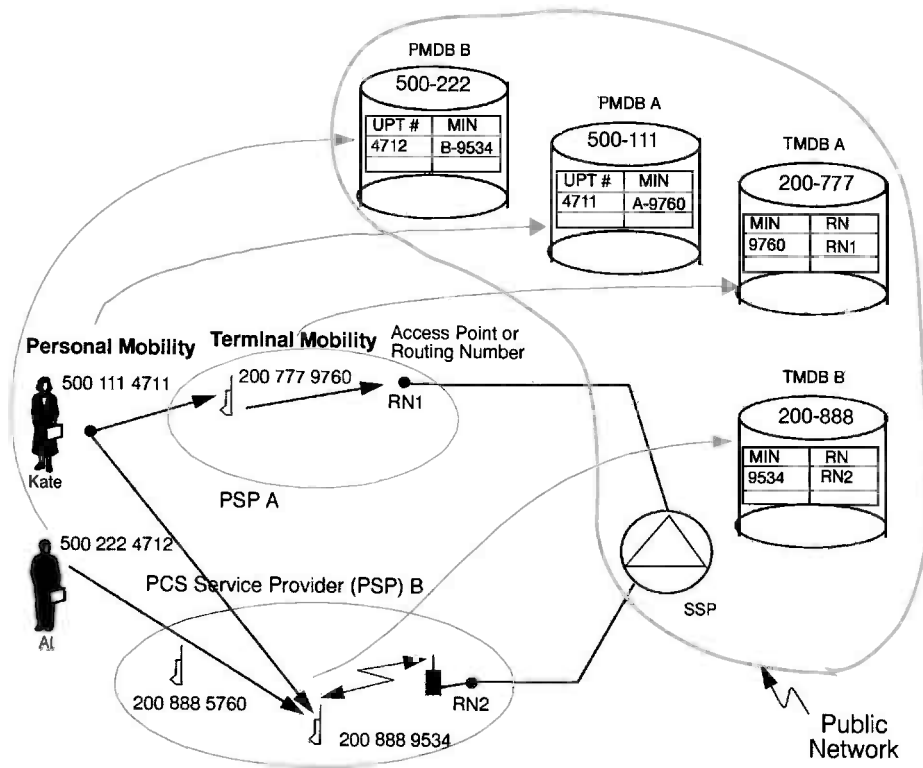 PMDB B
500-222
UPT # MIN
4712 B-9534
PMDB A
500-111
UPT # MIN
4711 A-9760
TMDB A
200-777
MIN RN
9760 RN1
Personal Mobility
Terminal Mobility
Access Point or
Routing Number
500 111 4711
200 777 9760
RN1
Kate
PSP A
TMDB B
200-888
MIN RN
9534 RN2
500 222 4712
Al
PCS Service Provider (PSP) B
SSP
200 888 5760
200 888 9534
RN2
Public
Network